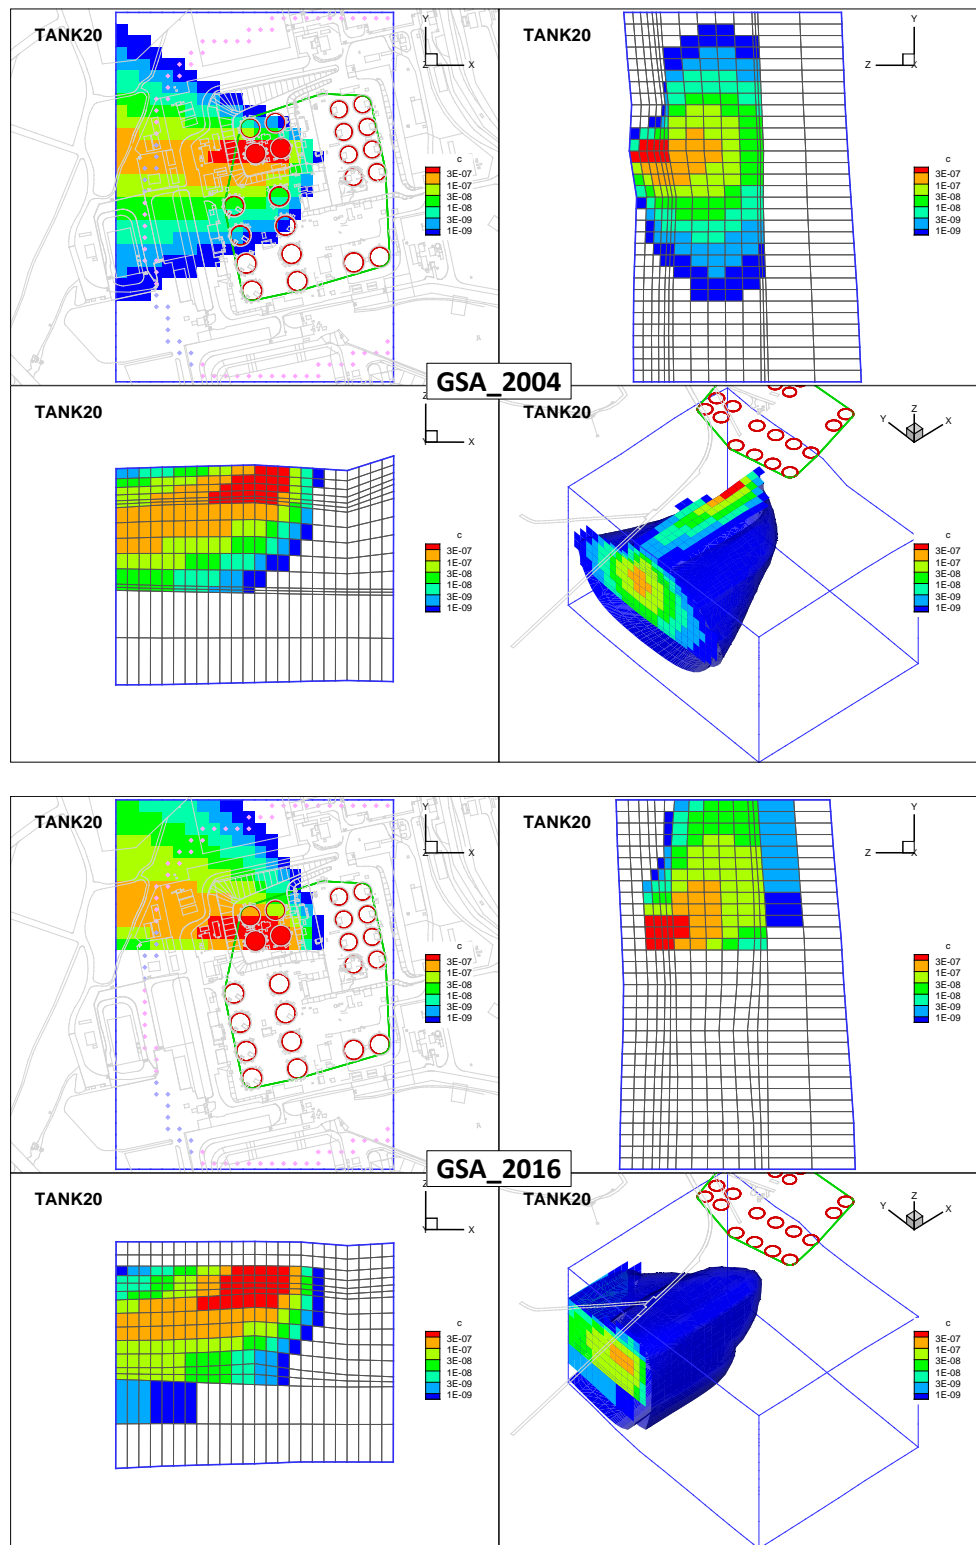 TANK20
Y
Z
X
c
3E-07
1E-07
3E-08
1E-08
3E-09
1E-09
TANK20
Y
Z
X
c
3E-07
1E-07
3E-08
1E-08
3E-09
1E-09
GSA_2004
TANK20
Z
Y
X
c
3E-07
1E-07
3E-08
1E-08
3E-09
1E-09
TANK20
Z
Y
X
c
3E-07
1E-07
3E-08
1E-08
3E-09
1E-09
TANK20
Y
Z
X
c
3E-07
1E-07
3E-08
1E-08
3E-09
1E-09
TANK20
Y
Z
X
c
3E-07
1E-07
3E-08
1E-08
3E-09
1E-09
GSA_2016
TANK20
Z
Y
X
c
3E-07
1E-07
3E-08
1E-08
3E-09
1E-09
TANK20
Z
Y
X
c
3E-07
1E-07
3E-08
1E-08
3E-09
1E-09